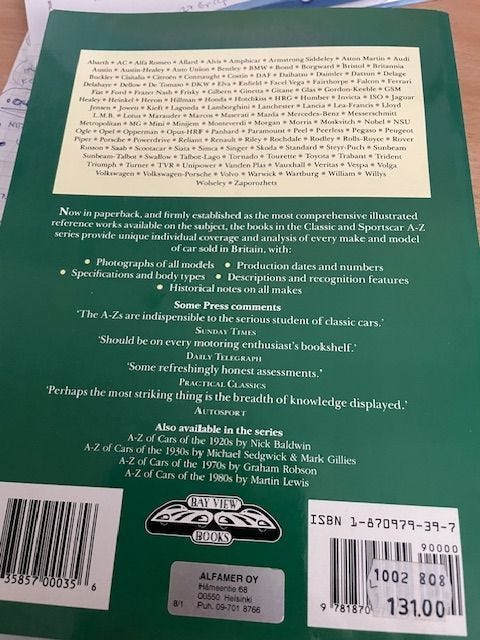 Abarth * AC * Alfa Romeo * Allard * Alvis * Amphicar * Armstrong Siddeley * Aston Martin * Audi
Austin * Austin-Healey * Auto Union * Bentley * BMW * Bond * Borgward * Bristol * Britannia
Buckler * Cisitalia * Citroën * Connaught * Costin * DAF * Daihatsu * Daimler * Datsun * Delage
Delahaye * Dellow * De Tomaso * DKW * Elva * Enfield * Facel Vega * Fairthorpe * Falcon * Ferrari
Fiat * Ford * Frazer Nash * Frisky * Gilbern * Ginetta * Gitane * Glas * Gordon-Keeble * GSM
Healey * Heinkel * Heron * Hillman * Honda * Hotchkiss * HRG * Humber * Invicta * ISO * Jaguar
Jensen * Jowett * Kieft * Lagonda * Lamborghini * Lanchester * Lancia * Lea-Francis * Lloyd
L.M.B. * Lotus * Marauder * Marcos * Maserati * Mazda * Mercedes-Benz * Messerschmitt
Metropolitan * MG * Mini * Minijem * Monteverdi * Morgan * Morris * Moskvitch * Nobel * NSU
Ogle * Opel * Opperman * Opus-HRF * Panhard * Paramount * Peel * Peerless * Pegaso * Peugeot
Piper * Porsche * Powerdrive * Reliant * Renault * Riley * Rochdale * Rodley * Rolls-Royce * Rover
Russon * Saab * Scootacar * Siata * Simca * Singer * Skoda * Standard * Steyr-Puch * Sunbeam
Sunbeam-Talbot * Swallow * Talbot-Lago * Tornado * Tourette * Toyota * Trabant * Trident
Triumph * Turner * TVR * Unipower * Vanden Plas * Vauxhall * Veritas * Vespa * Volga
Volkswagen * Volkswagen-Porsche * Volvo * Warwick * Wartburg * William * Willys
Wolseley * Zaporozhets
Now in paperback, and firmly established as the most comprehensive illustrated
reference works available on the subject, the books in the Classic and Sportscar A-Z
series provide unique individual coverage and analysis of every make and model
of car sold in Britain, with:
• Photographs of all models • Production dates and numbers
• Specifications and body types • Descriptions and recognition features
• Historical notes on all makes
Some Press comments
'The A-Zs are indispensible to the serious student of classic cars.'
SUNDAY TIMES
'Should be on every motoring enthusiast's bookshelf.'
DAILY TELEGRAPH
'Some refreshingly honest assessments.'
PRACTICAL CLASSICS
'Perhaps the most striking thing is the breadth of knowledge displayed.'
AUTOSPORT
Also available in the series
A-Z of Cars of the 1920s by Nick Baldwin
A-Z of Cars of the 1930s by Michael Sedgwick & Mark Gillies
A-Z of Cars of the 1970s by Graham Robson
A-Z of Cars of the 1980s by Martin Lewis
BAY VIEW
BOOKS
ISBN 1-870979-39-7
90000
1002 808
131.00
9 781870
35857 00035 6
8/1
ALFAMER OY
Hämeentie 68
00550 Helsinki
Puh. 09-701 8766